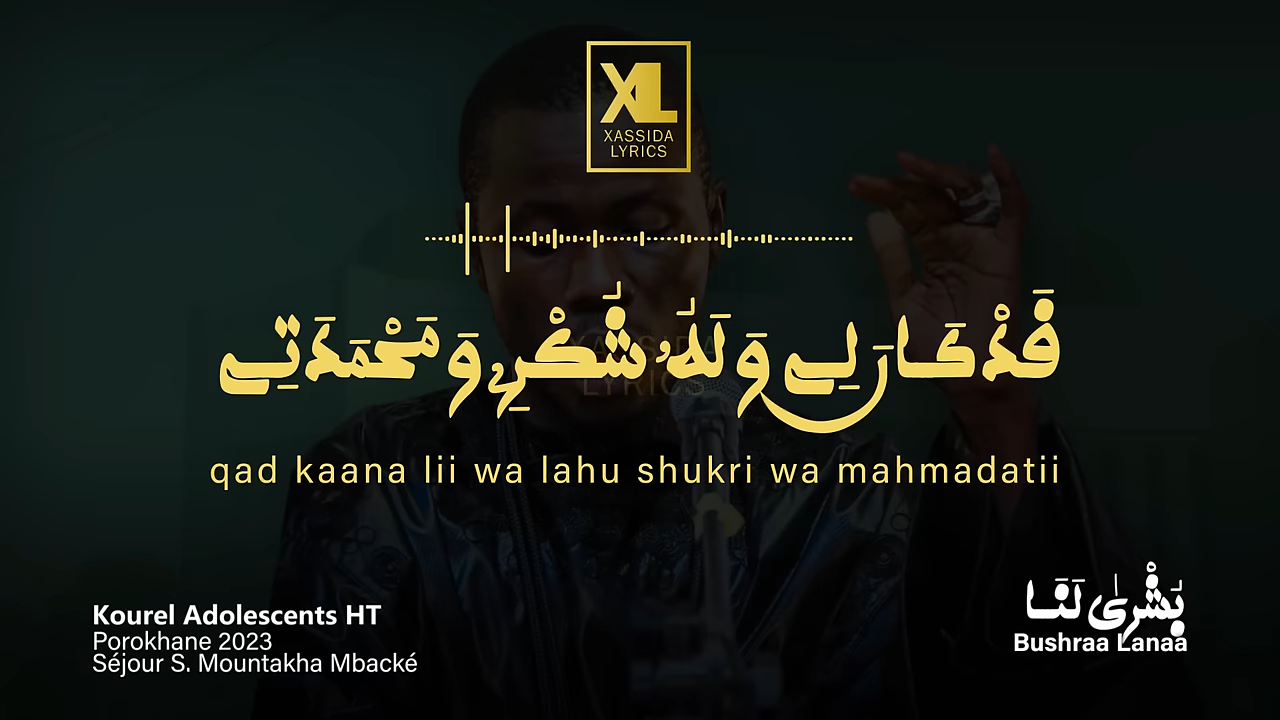 XL
XASSIDA
LYRICS
فَدْ كَانَ لِے وَلَهُ شُكْرِے وَمَحْمَدَتِے
qad kaana lii wa lahu shukri wa mahmadatii
Kourel Adolescents HT
Porokhane 2023
Séjour S. Mountakha Mbacké
بُشْرٰى لَنَا
Bushraa Lanaa